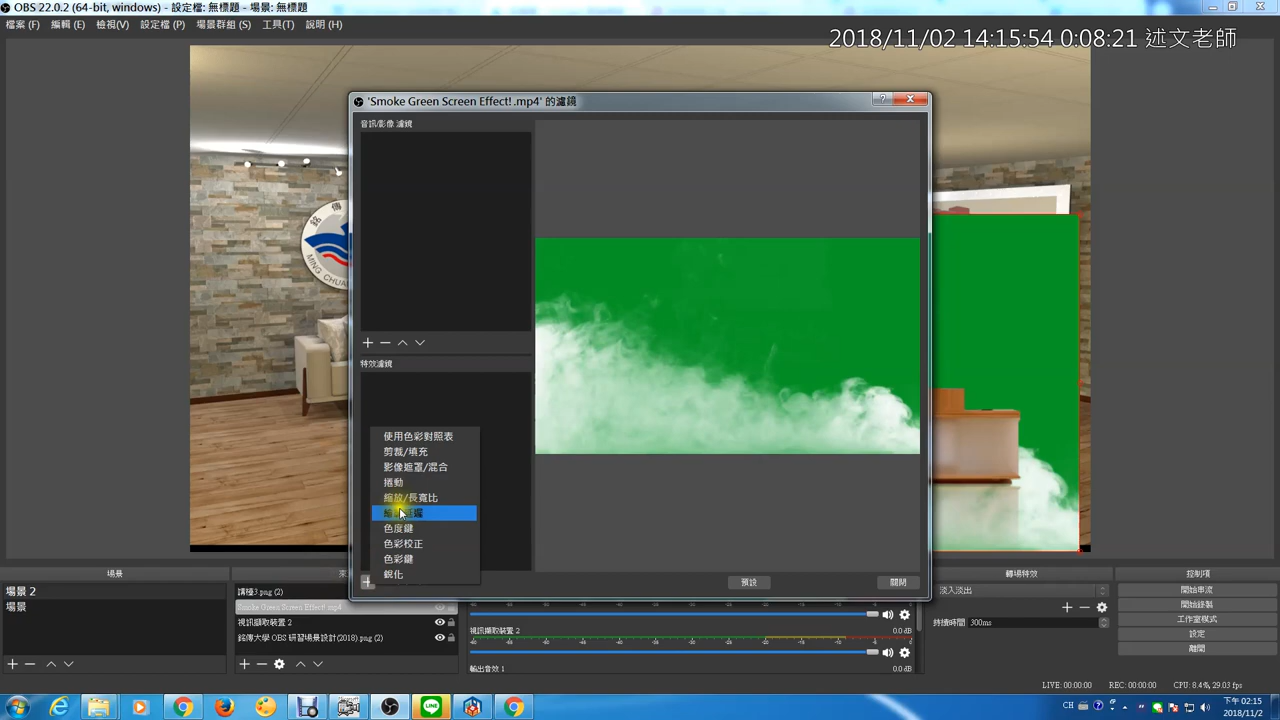 OBS 22.0.2 (64-bit, windows) - 設定檔: 無標題 - 場景: 無標題
檔案 (F) 編輯 (E) 檢視(V) 設定檔 (P) 場景群組 (S) 工具(T) 說明 (H)
2018/11/02 14:15:54 0:08:21 述文老師
'Smoke Green Screen Effect! .mp4' 的濾鏡
音訊/影像 濾鏡
銘傳
MING CHUA
特效濾鏡
使用色彩對照表
剪裁/填充
影像遮罩/混合
捲動
縮放/長寬比
色度鍵
色彩校正
色彩鍵
銳化
預設
關閉
場景
場景 2
場景
講稿3.png (2)
Smoke Green Screen Effect! .mp4
視訊擷取裝置 2
銘傳大學 OBS 研習場景設計(2018).png (2)
0.0 dB
視訊擷取裝置 2
0.0 dB
輸出音效 1
轉場特效
淡入淡出
持續時間 300ms
控制項
開始串流
開始錄製
工作室模式
設定
離開
LIVE: 00:00:00 REC: 00:00:00 CPU: 8.4%, 29.03 fps
CH
下午 02:15
2018/11/2